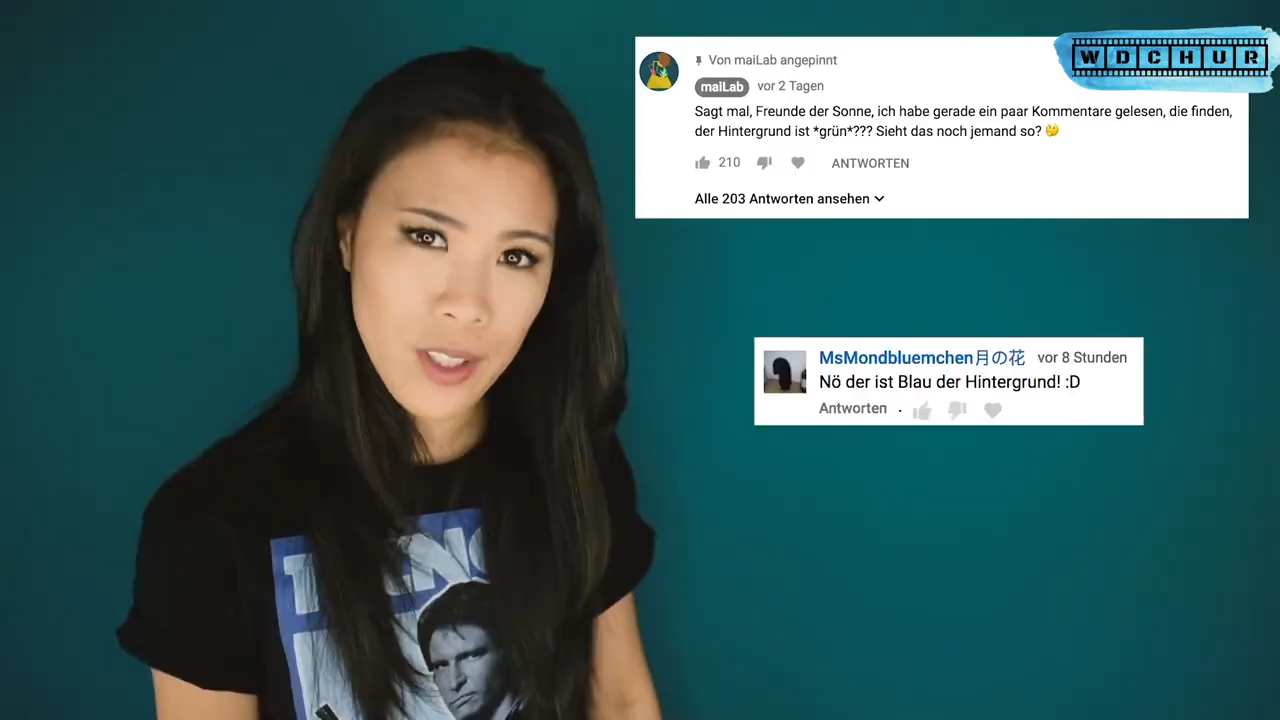 WDCHUR
Von maiLab angepinnt
maiLab vor 2 Tagen
Sagt mal, Freunde der Sonne, ich habe gerade ein paar Kommentare gelesen, die finden,
der Hintergrund ist *grün*??? Sieht das noch jemand so? 🤔
210 ANTWORTEN
Alle 203 Antworten ansehen
MsMondbluemchen月の花 vor 8 Stunden
Nö der ist Blau der Hintergrund! :D
Antworten